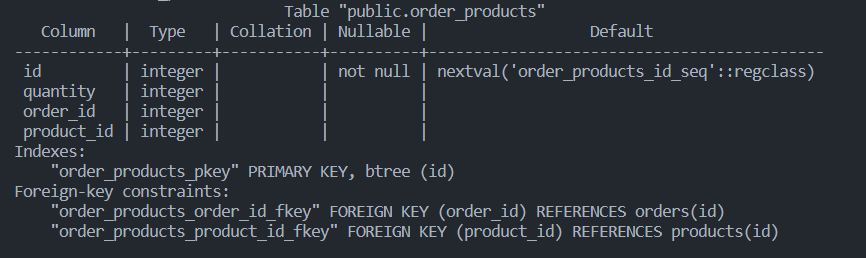 Table "public.order_products"
   Column   |  Type   | Collation | Nullable |                  Default
------------+---------+-----------+----------+--------------------------------------------
 id         | integer |           | not null | nextval('order_products_id_seq'::regclass)
 quantity   | integer |           |          |
 order_id   | integer |           |          |
 product_id | integer |           |          |
Indexes:
    "order_products_pkey" PRIMARY KEY, btree (id)
Foreign-key constraints:
    "order_products_order_id_fkey" FOREIGN KEY (order_id) REFERENCES orders(id)
    "order_products_product_id_fkey" FOREIGN KEY (product_id) REFERENCES products(id)